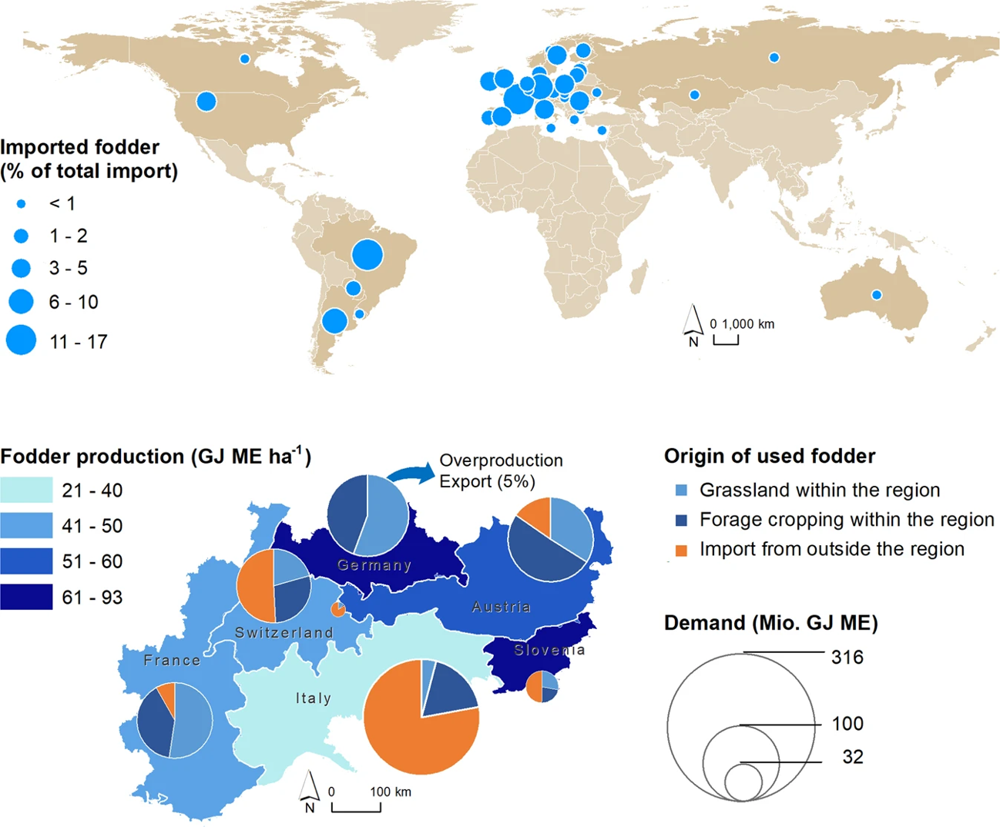 Imported fodder
(% of total import)
< 1
1 - 2
3 - 5
6 - 10
11 - 17
0 1,000 km
N
Fodder production (GJ ME ha-1)
21 - 40
41 - 50
51 - 60
61 - 93
Overproduction
Export (5%)
Germany
Austria
Switzerland
Slovenia
France
Italy
0 100 km
N
Origin of used fodder
Grassland within the region
Forage cropping within the region
Import from outside the region
Demand (Mio. GJ ME)
316
100
32